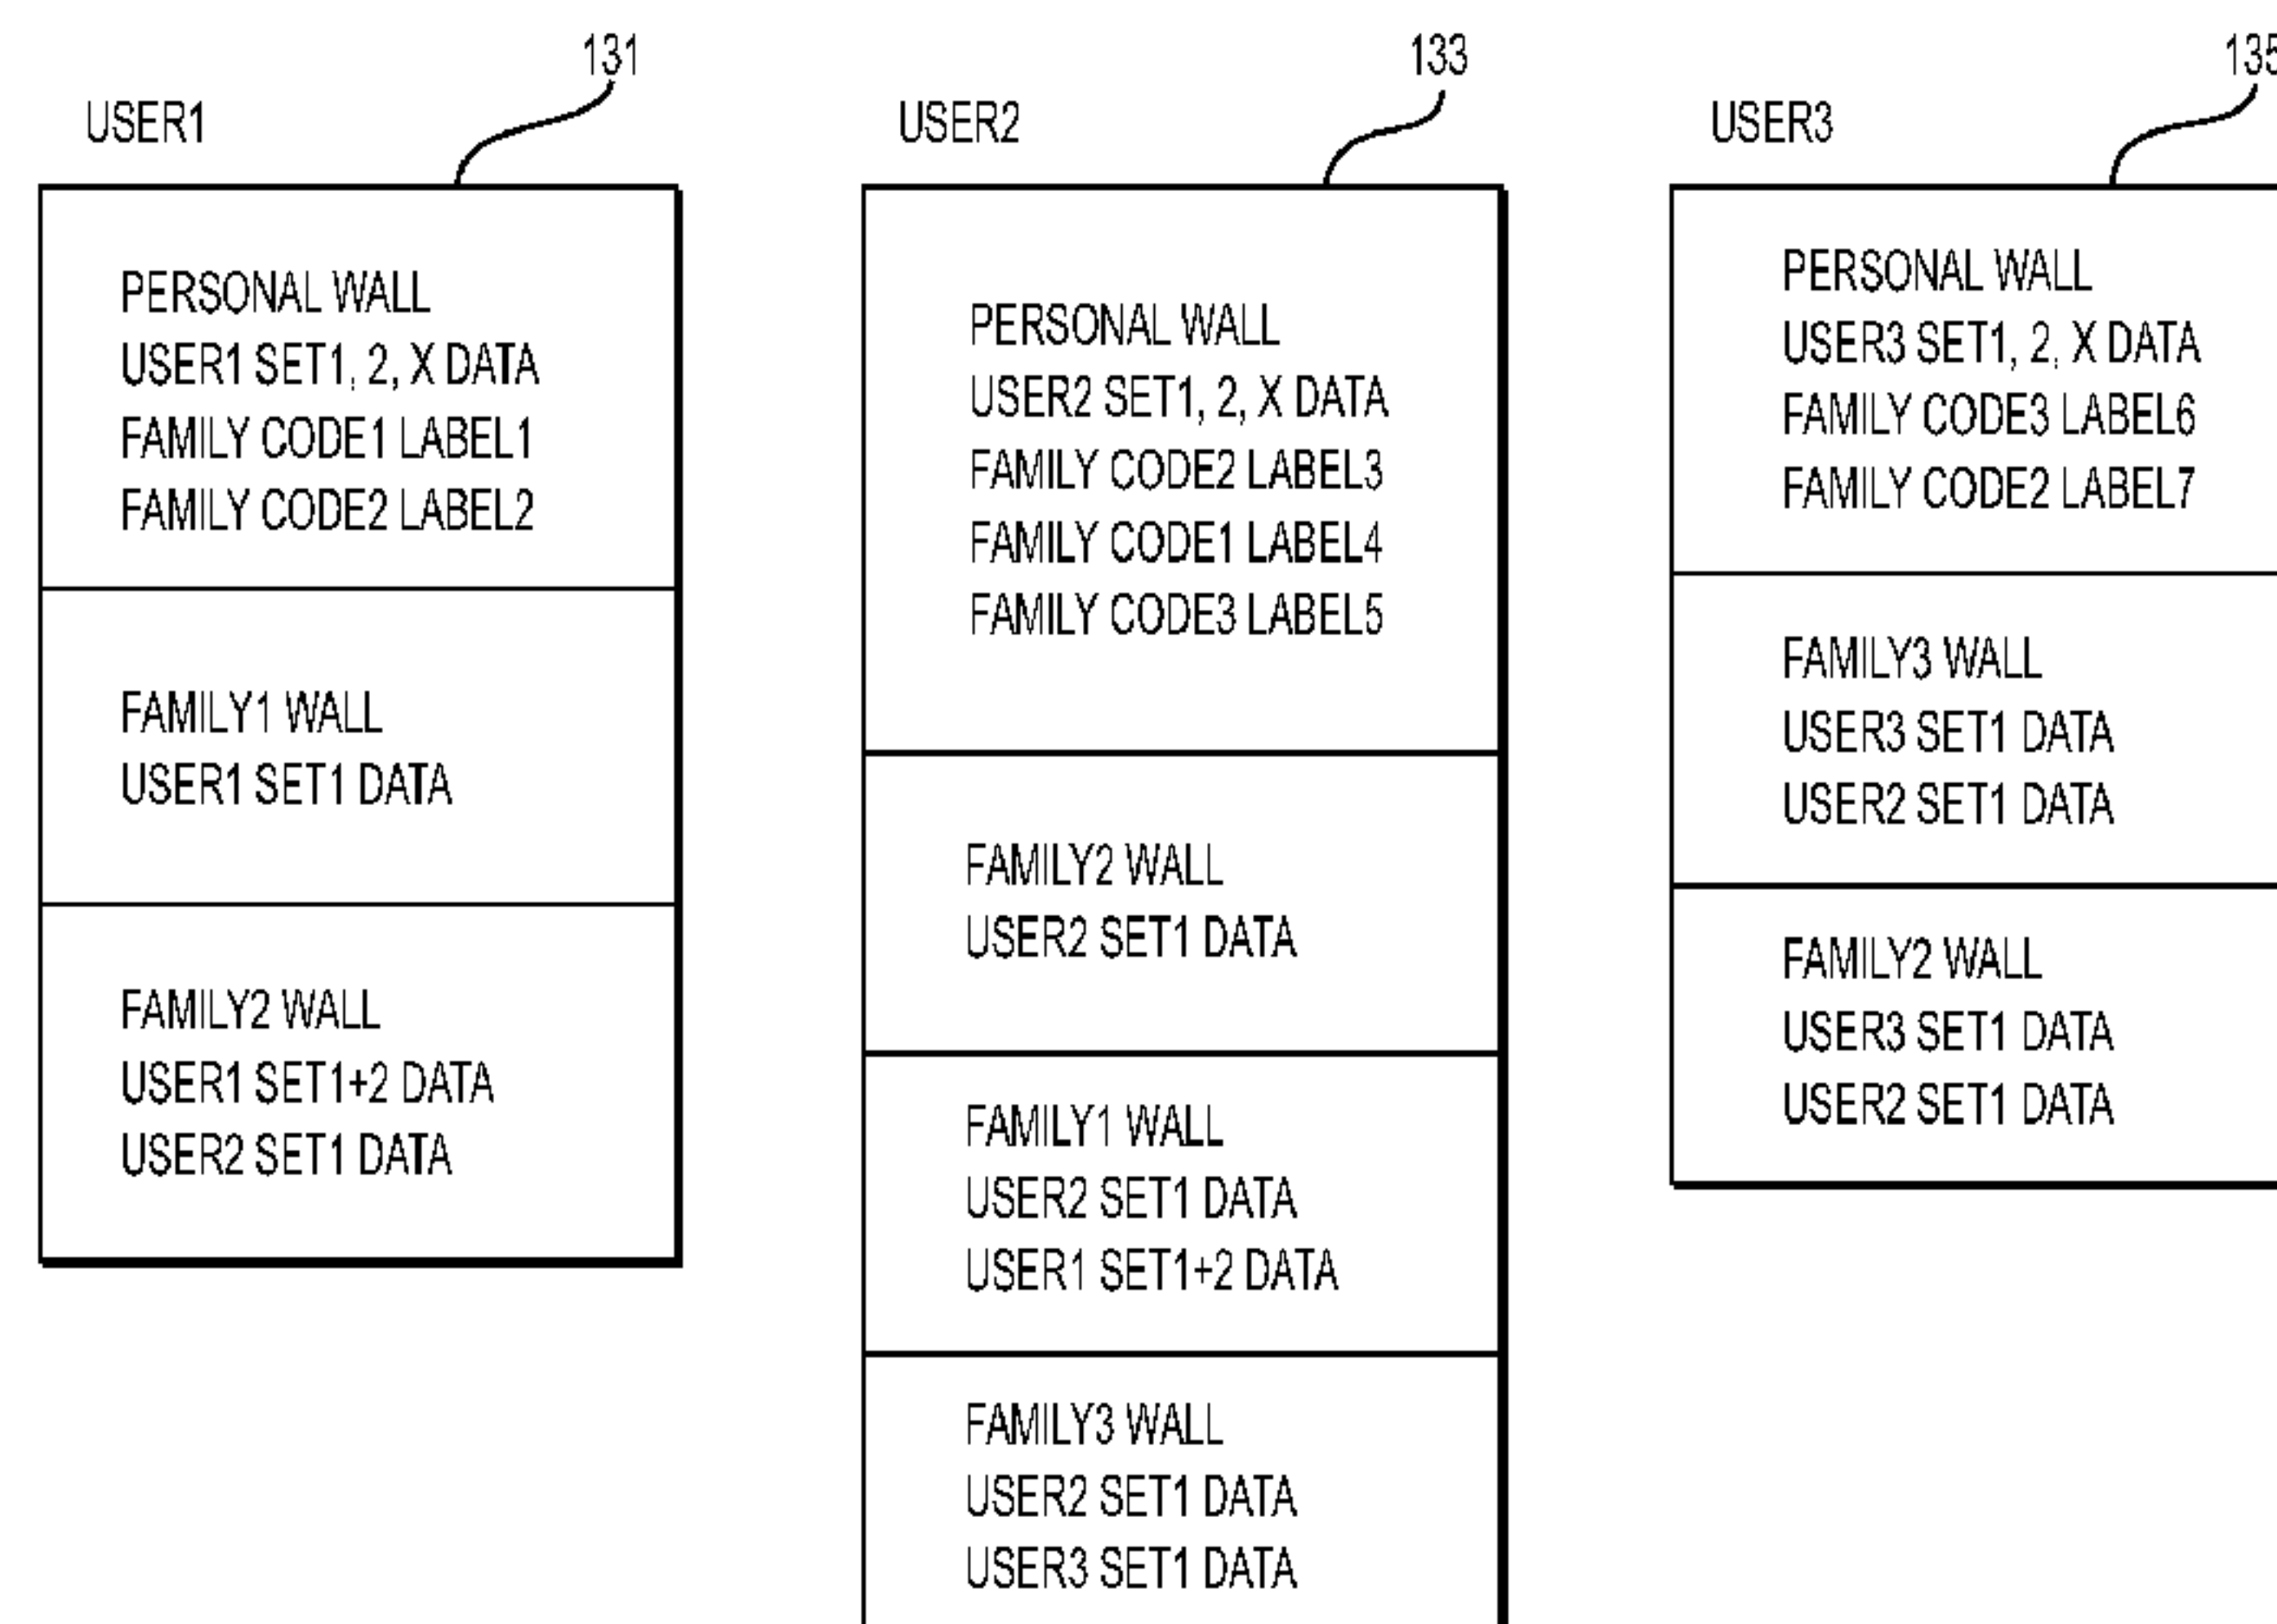 131
USER1
PERSONAL WALL
USER1 SET1, 2, X DATA
FAMILY CODE1 LABEL1
FAMILY CODE2 LABEL2
FAMILY1 WALL
USER1 SET1 DATA
FAMILY2 WALL
USER1 SET1+2 DATA
USER2 SET1 DATA
133
USER2
PERSONAL WALL
USER2 SET1, 2, X DATA
FAMILY CODE2 LABEL3
FAMILY CODE1 LABEL4
FAMILY CODE3 LABEL5
FAMILY2 WALL
USER2 SET1 DATA
FAMILY1 WALL
USER2 SET1 DATA
USER1 SET1+2 DATA
FAMILY3 WALL
USER2 SET1 DATA
USER3 SET1 DATA
135
USER3
PERSONAL WALL
USER3 SET1, 2, X DATA
FAMILY CODE3 LABEL6
FAMILY CODE2 LABEL7
FAMILY3 WALL
USER3 SET1 DATA
USER2 SET1 DATA
FAMILY2 WALL
USER3 SET1 DATA
USER2 SET1 DATA